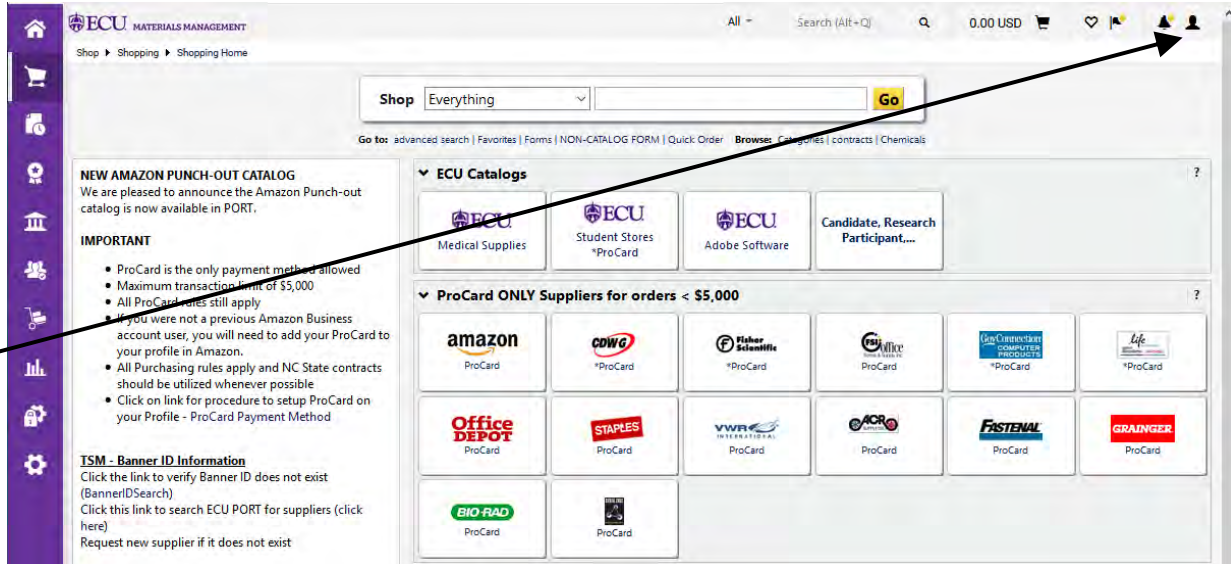 ECU MATERIALS MANAGEMENT
All
Search (Alt+Q)
0.00 USD
Shop Shopping Shopping Home
Shop Everything Go
Go to: advanced search | Favorites | Forms | NON-CATALOG FORM | Quick Order Browse: Categories | contracts | Chemicals
NEW AMAZON PUNCH-OUT CATALOG
We are pleased to announce the Amazon Punch-out
catalog is now available in PORT.
IMPORTANT
• ProCard is the only payment method allowed
• Maximum transaction limit of $5,000
• All ProCard rules still apply
• If you were not a previous Amazon Business
account user, you will need to add your ProCard to
your profile in Amazon.
• All Purchasing rules apply and NC State contracts
should be utilized whenever possible
• Click on link for procedure to setup ProCard on
your Profile - ProCard Payment Method
TSM - Banner ID Information
Click the link to verify Banner ID does not exist
(BannerIDSearch)
Click this link to search ECU PORT for suppliers (click
here)
Request new supplier if it does not exist
ECU Catalogs ?
ECU
Medical Supplies
ECU
Student Stores
*ProCard
ECU
Adobe Software
Candidate, Research
Participant,...
ProCard ONLY Suppliers for orders < $5,000 ?
amazon
ProCard
CDWG
*ProCard
Fisher
Scientific
*ProCard
FSI office
ProCard
GovConnection
COMPUTER
PRODUCTS
*ProCard
life
*ProCard
Office
DEPOT
ProCard
STAPLES
ProCard
VWR
INTERNATIONAL
ProCard
ACR
ProCard
FASTENAL
ProCard
GRAINGER
ProCard
BIO-RAD
ProCard
ProCard